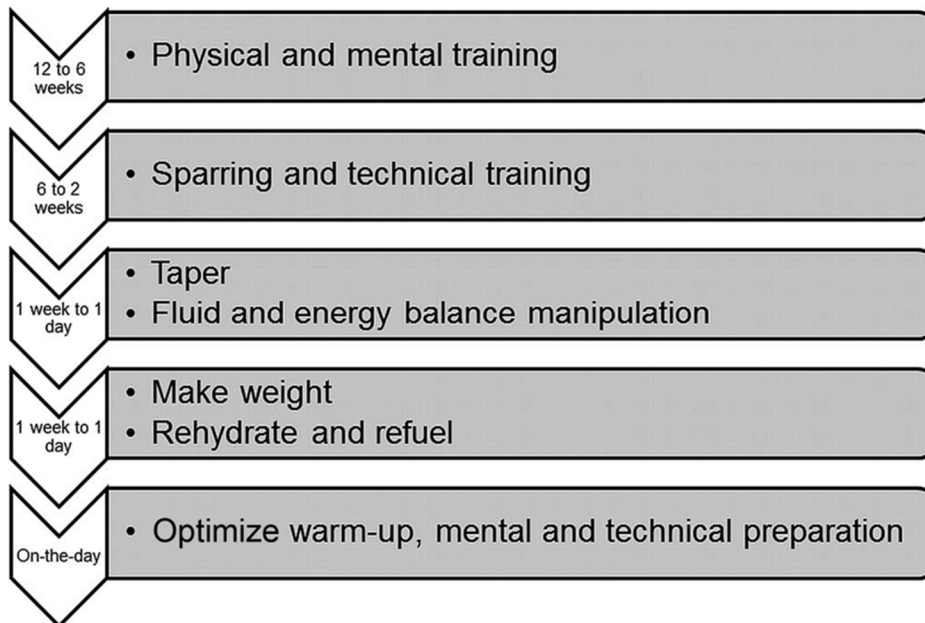 12 to 6
weeks
• Physical and mental training
6 to 2
weeks
• Sparring and technical training
1 week to 1
day
• Taper
• Fluid and energy balance manipulation
1 week to 1
day
• Make weight
• Rehydrate and refuel
On-the-day
• Optimize warm-up, mental and technical preparation